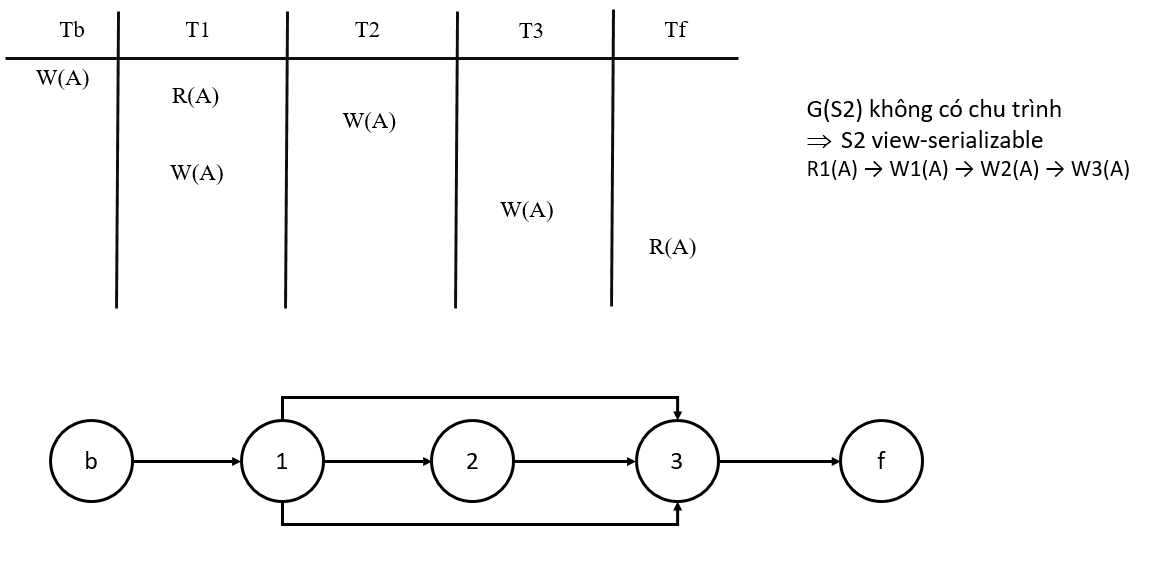 Tb T1 T2 T3 Tf
W(A)
R(A)
W(A)
W(A)
W(A)
R(A)
G(S2) không có chu trình
⇒ S2 view-serializable
R1(A) → W1(A) → W2(A) → W3(A)
b 1 2 3 f